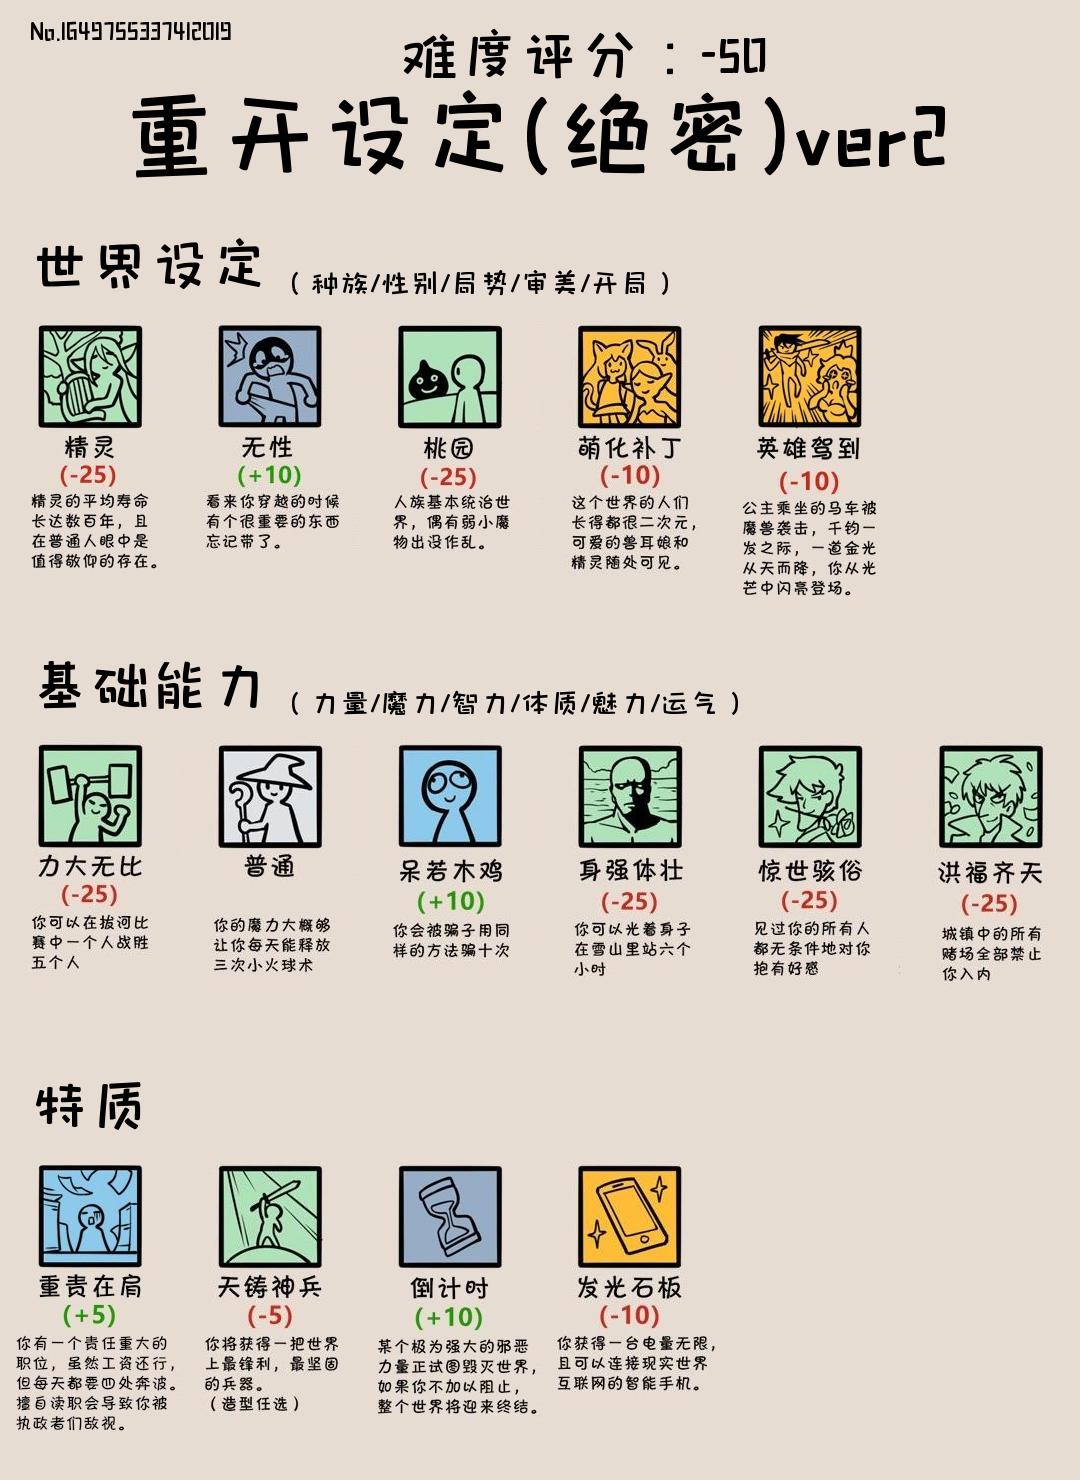 No.1649755337412019
难度评分：-50
重开设定(绝密)ver2
世界设定
（种族/性别/局势/审美/开局）
精灵
(-25)
精灵的平均寿命
长达数百年，且
在普通人眼中是
值得敬仰的存在。
无性
(+10)
看来你穿越的时候
有个很重要的东西
忘记带了。
桃园
(-25)
人族基本统治世
界，偶有弱小魔
物出没作乱。
萌化补丁
(-10)
这个世界的人们
长得都很二次元，
可爱的兽耳娘和
精灵随处可见。
英雄驾到
(-10)
公主乘坐的马车被
魔兽袭击，千钧一
发之际，一道金光
从天而降，你从光
芒中闪亮登场。
基础能力
（力量/魔力/智力/体质/魅力/运气）
力大无比
(-25)
你可以在拔河比
赛中一个人战胜
五个人
普通
你的魔力大概够
让你每天能释放
三次小火球术
呆若木鸡
(+10)
你会被骗子用同
样的方法骗十次
身强体壮
(-25)
你可以光着身子
在雪山里站六个
小时
惊世骇俗
(-25)
见过你的所有人
都无条件地对你
抱有好感
洪福齐天
(-25)
城镇中的所有
赌场全部禁止
你入内
特质
重责在肩
(+5)
你有一个责任重大的
职位，虽然工资还行，
但每天都要四处奔波。
擅自渎职会导致你被
执政者们敌视。
天铸神兵
(-5)
你将获得一把世界
上最锋利，最坚固
的兵器。
（造型任选）
倒计时
(+10)
某个极为强大的邪恶
力量正试图毁灭世界，
如果你不加以阻止，
整个世界将迎来终结。
发光石板
(-10)
你获得一台电量无限，
且可以连接现实世界
互联网的智能手机。